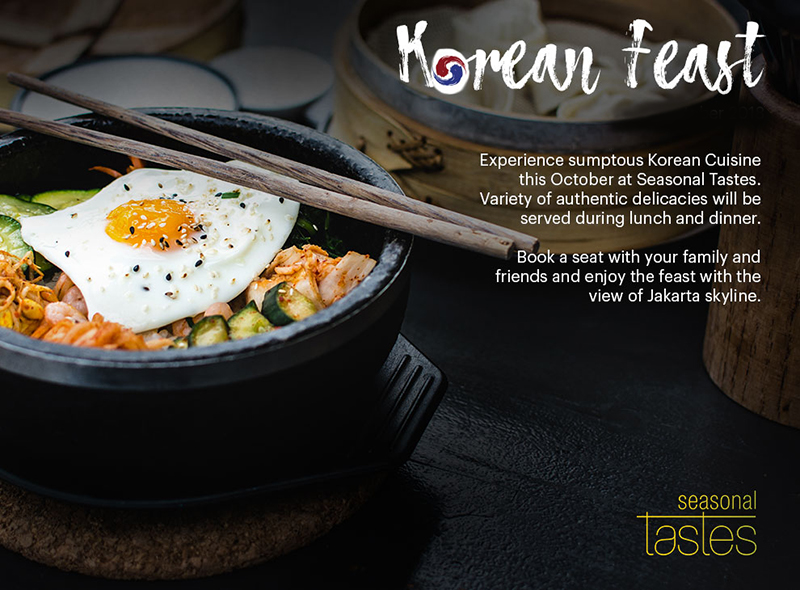 Korean Feast
Experience sumptous Korean Cuisine
this October at Seasonal Tastes.
Variety of authentic delicacies will be
served during lunch and dinner.
Book a seat with your family and
friends and enjoy the feast with the
view of Jakarta skyline.
seasonal
tastes